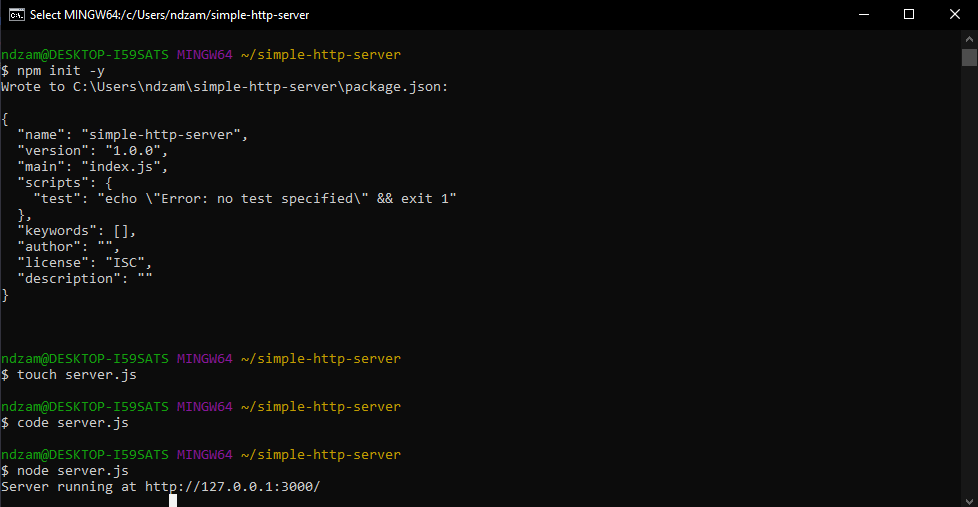 Select MINGW64:/c/Users/ndzam/simple-http-server
ndzam@DESKTOP-I59SATS MINGW64 ~/simple-http-server
$ npm init -y
Wrote to C:\Users\ndzam\simple-http-server\package.json:
{
  "name": "simple-http-server",
  "version": "1.0.0",
  "main": "index.js",
  "scripts": {
    "test": "echo \"Error: no test specified\" && exit 1"
  },
  "keywords": [],
  "author": "",
  "license": "ISC",
  "description": ""
}
ndzam@DESKTOP-I59SATS MINGW64 ~/simple-http-server
$ touch server.js
ndzam@DESKTOP-I59SATS MINGW64 ~/simple-http-server
$ code server.js
ndzam@DESKTOP-I59SATS MINGW64 ~/simple-http-server
$ node server.js
Server running at http://127.0.0.1:3000/